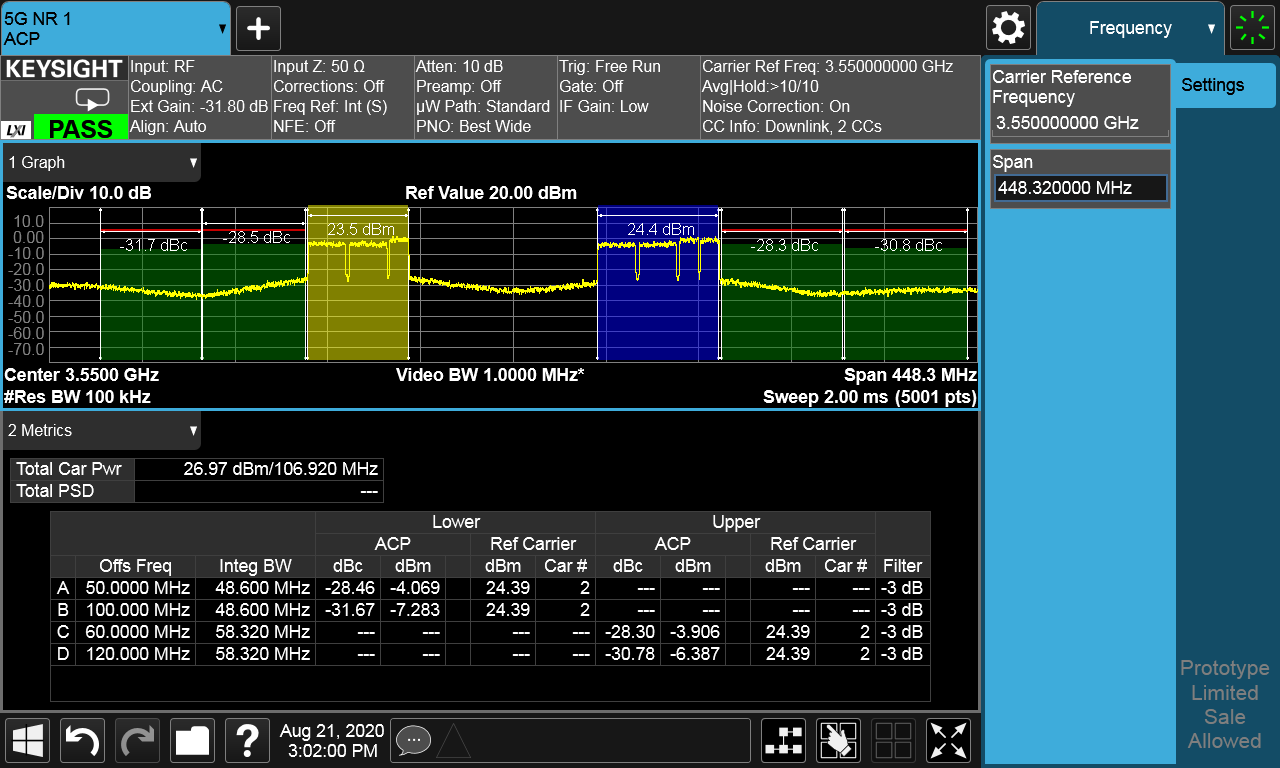 5G NR 1
ACP
Frequency
KEYSIGHT
LXI
PASS
Input: RF
Coupling: AC
Ext Gain: -31.80 dB
Align: Auto
Input Z: 50 Ω
Corrections: Off
Freq Ref: Int (S)
NFE: Off
Atten: 10 dB
Preamp: Off
µW Path: Standard
PNO: Best Wide
Trig: Free Run
Gate: Off
IF Gain: Low
Carrier Ref Freq: 3.550000000 GHz
Avg|Hold:>10/10
Noise Correction: On
CC Info: Downlink, 2 CCs
Carrier Reference
Frequency
3.550000000 GHz
Span
448.320000 MHz
Settings
1 Graph
Scale/Div 10.0 dB Ref Value 20.00 dBm
10.0
0.00
-10.0
-20.0
-30.0
-40.0
-50.0
-60.0
-70.0
-31.7 dBc -28.5 dBc 23.5 dBm 24.4 dBm -28.3 dBc -30.8 dBc
Center 3.5500 GHz Video BW 1.0000 MHz* Span 448.3 MHz
#Res BW 100 kHz Sweep 2.00 ms (5001 pts)
2 Metrics
Total Car Pwr 26.97 dBm/106.920 MHz
Total PSD ---
Lower Upper
ACP Ref Carrier ACP Ref Carrier
Offs Freq Integ BW dBc dBm dBm Car # dBc dBm dBm Car # Filter
A 50.0000 MHz 48.600 MHz -28.46 -4.069 24.39 2 --- --- --- --- -3 dB
B 100.000 MHz 48.600 MHz -31.67 -7.283 24.39 2 --- --- --- --- -3 dB
C 60.0000 MHz 58.320 MHz --- --- --- --- -28.30 -3.906 24.39 2 -3 dB
D 120.000 MHz 58.320 MHz --- --- --- --- -30.78 -6.387 24.39 2 -3 dB
Prototype
Limited
Sale
Allowed
Aug 21, 2020
3:02:00 PM